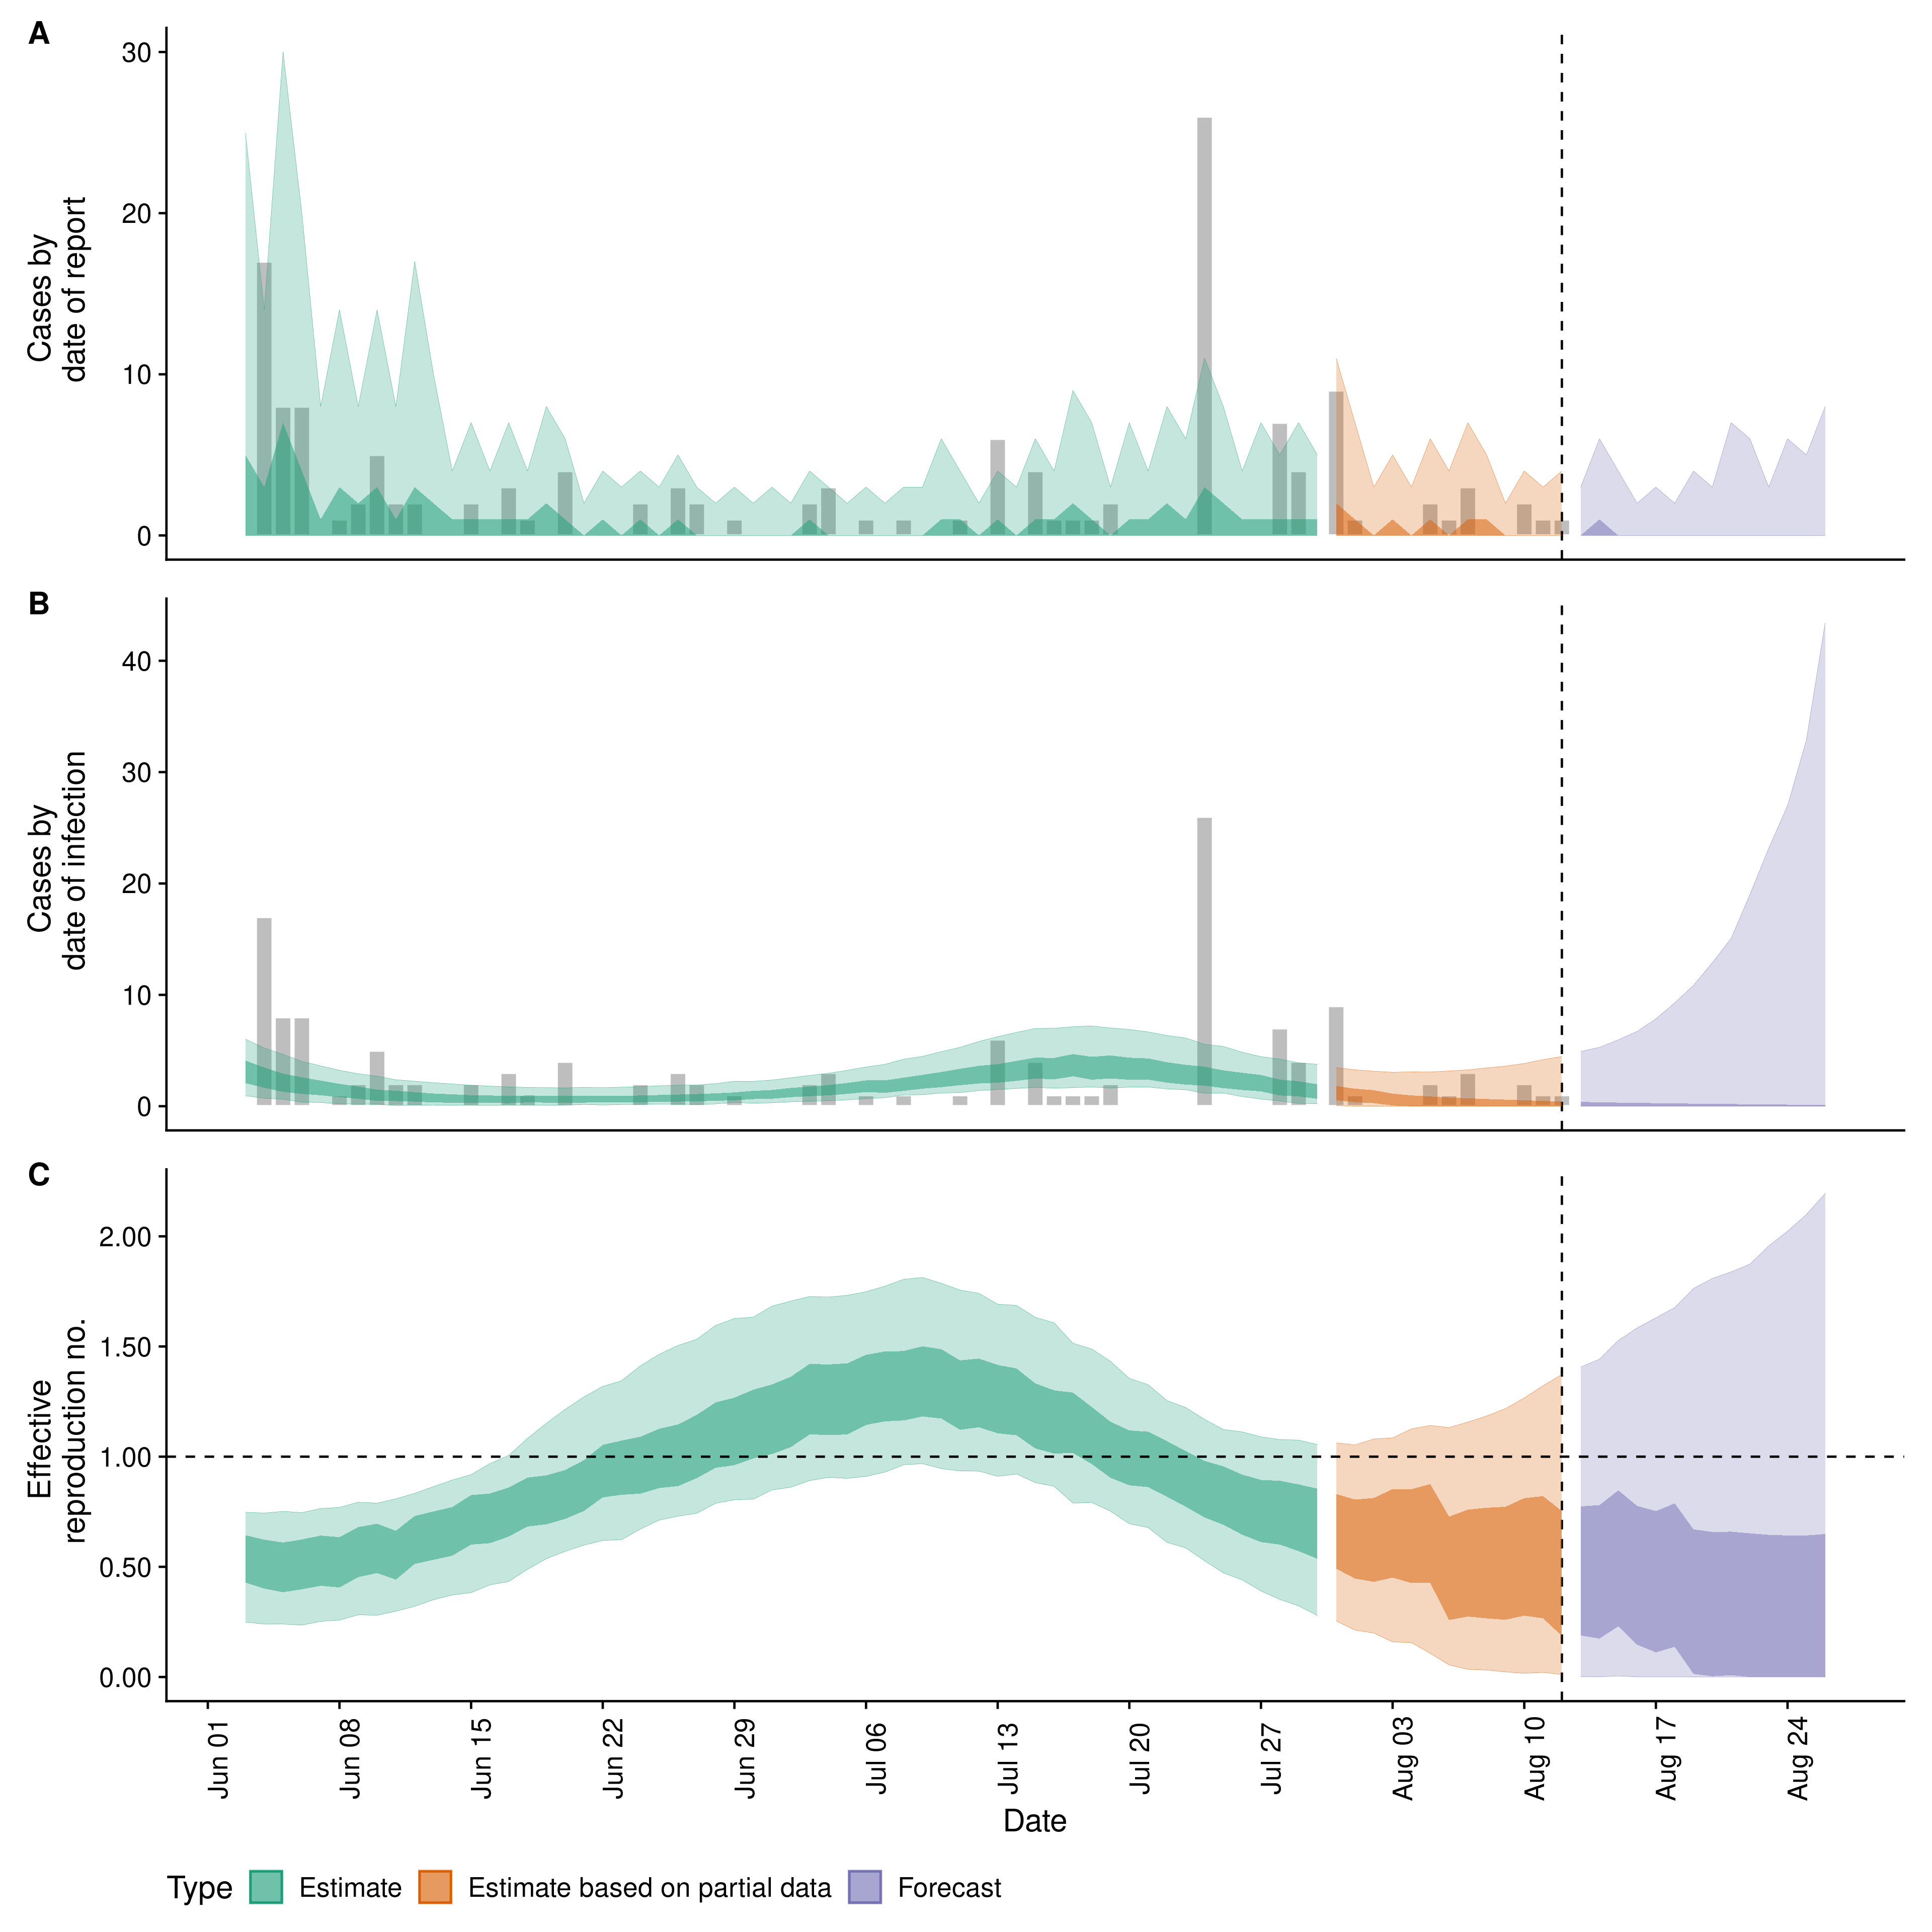 A
Cases by
date of report
30
20
10
0
B
Cases by
date of infection
40
30
20
10
0
C
Effective
reproduction no.
2.00
1.50
1.00
0.50
0.00
Jun 01
Jun 08
Jun 15
Jun 22
Jun 29
Jul 06
Jul 13
Jul 20
Jul 27
Aug 03
Aug 10
Aug 17
Aug 24
Date
Type Estimate Estimate based on partial data Forecast